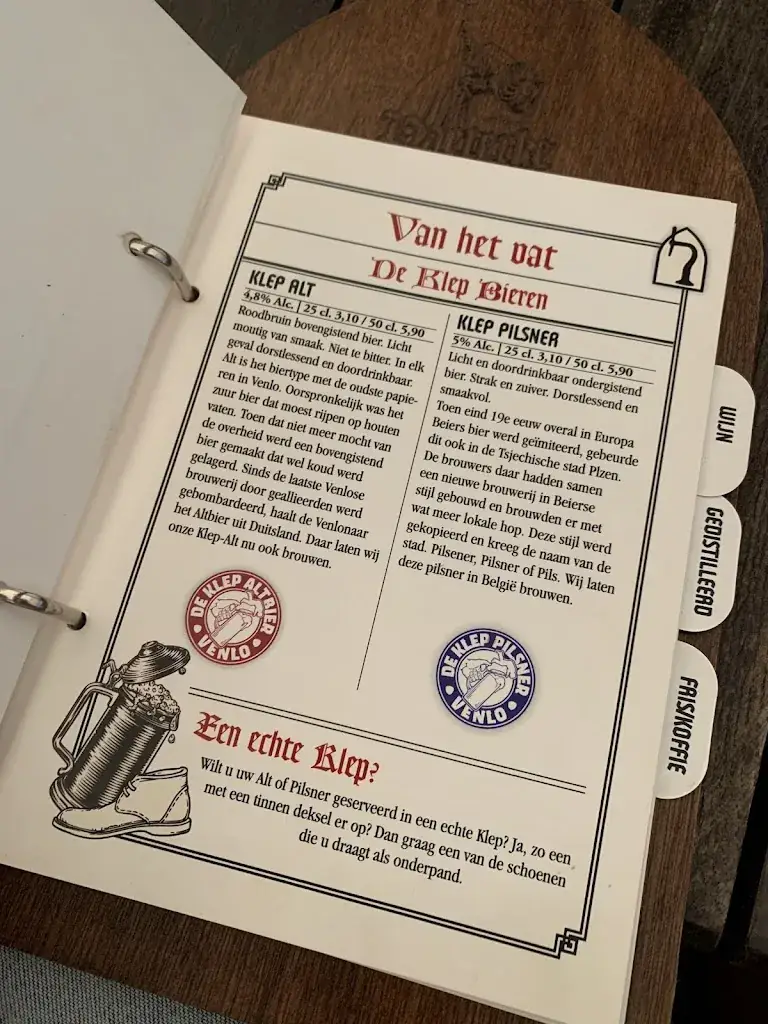 Van het vat
De Klep Bieren
KLEP ALT
4,8% Alc. | 25 cl. 3,10 / 50 cl. 5,90
Roodbruin bovengistend bier. Licht
moutig van smaak. Niet te bitter. In elk
geval dorstlessend en doordrinkbaar.
Alt is het biertype met de oudste papie-
ren in Venlo. Oorspronkelijk was het
zuur bier dat moest rijpen op houten
vaten. Toen dat niet meer mocht van
de overheid werd een bovengistend
bier gemaakt dat wel koud werd
gelagerd. Sinds de laatste Venlose
brouwerij door geallieerden werd
gebombardeerd, haalt de Venlonaar
het Altbier uit Duitsland. Daar laten wij
onze Klep-Alt nu ook brouwen.
DE KLEP ALTBIER
• VENLO •
KLEP PILSNER
5% Alc. | 25 cl. 3,10 / 50 cl. 5,90
Licht en doordrinkbaar ondergistend
bier. Strak en zuiver. Dorstlessend en
smaakvol.
Toen eind 19e eeuw overal in Europa
Beiers bier werd geïmiteerd, gebeurde
dit ook in de Tsjechische stad Plzen.
De brouwers daar hadden samen
een nieuwe brouwerij in Beierse
stijl gebouwd en brouwden er met
wat meer lokale hop. Deze stijl werd
gekopieerd en kreeg de naam van de
stad. Pilsener, Pilsner of Pils. Wij laten
deze pilsner in België brouwen.
DE KLEP PILSNER
• VENLO •
Een echte Klep?
Wilt u uw Alt of Pilsner geserveerd in een echte Klep? Ja, zo een
met een tinnen deksel er op? Dan graag een van de schoenen
die u draagt als onderpand.
WIJN
GEDISTILLEERD
FRIS/KOFFIE